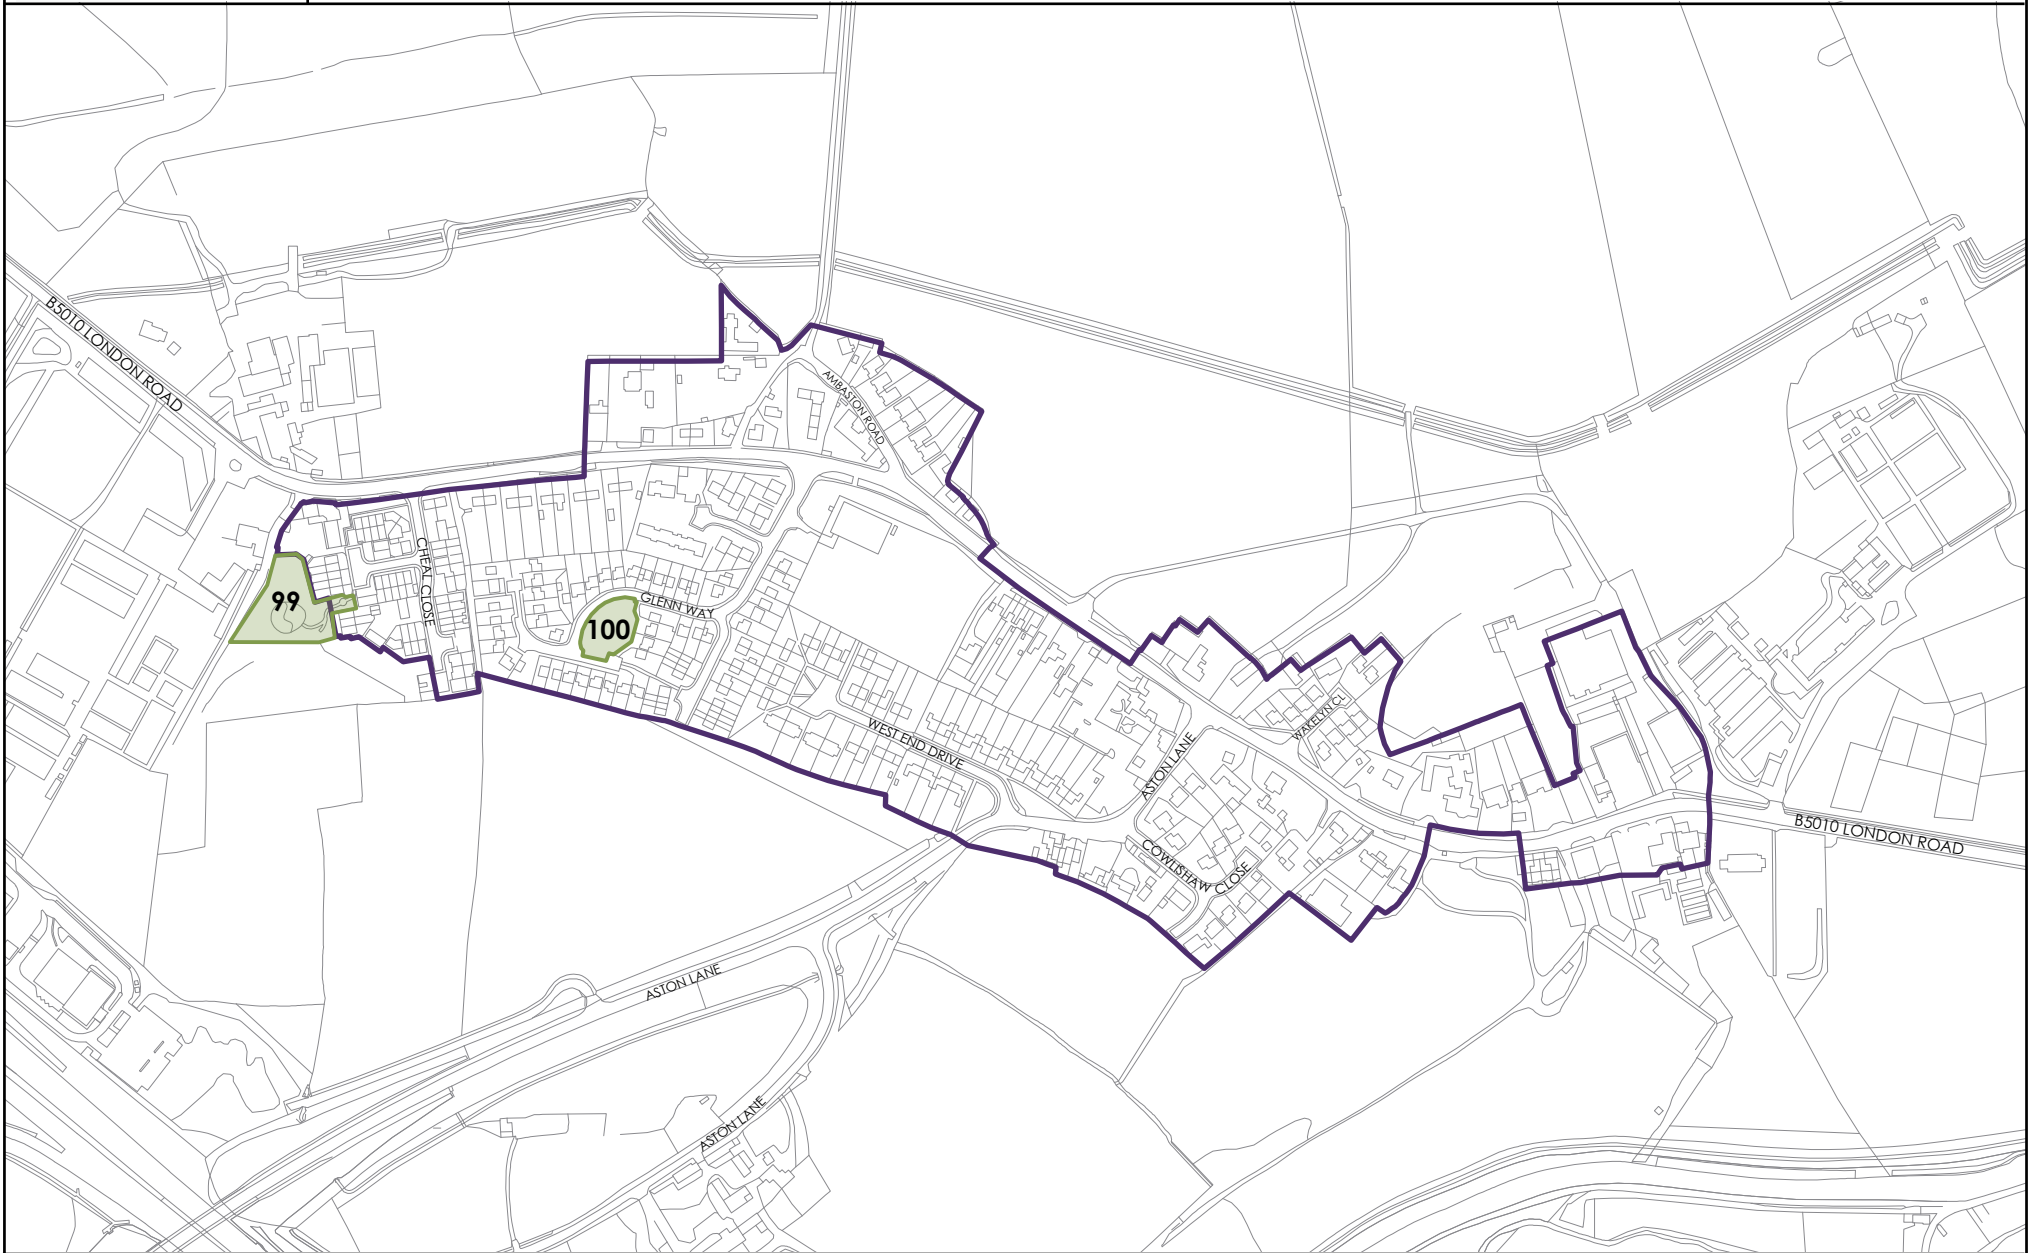 B5010 LONDON ROAD
AMBASTON ROAD
CHEAL CLOSE
99
GLENN WAY
100
WAKELYN CL
WEST END DRIVE
ASTON LANE
B5010 LONDON ROAD
COWLISHAW CLOSE
ASTON LANE
ASTON LANE